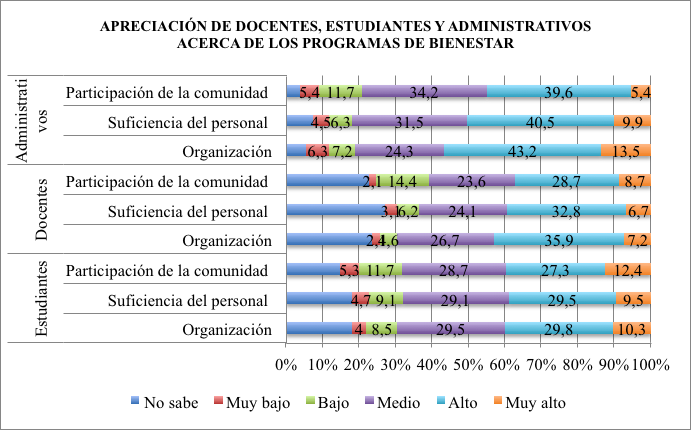 APRECIACIÓN DE DOCENTES, ESTUDIANTES Y ADMINISTRATIVOS
ACERCA DE LOS PROGRAMAS DE BIENESTAR
Administrati
vos
Participación de la comunidad 5,4 11,7 34,2 39,6 5,4
Suficiencia del personal 4,5 6,3 31,5 40,5 9,9
Organización 6,3 7,2 24,3 43,2 13,5
Docentes
Participación de la comunidad 2,1 14,4 23,6 28,7 8,7
Suficiencia del personal 3,1 6,2 24,1 32,8 6,7
Organización 26,7 35,9 7,2
Estudiantes
Participación de la comunidad 5,3 11,7 28,7 27,3 12,4
Suficiencia del personal 4,7 9,1 29,1 29,5 9,5
Organización 4 8,5 29,5 29,8 10,3
0% 10% 20% 30% 40% 50% 60% 70% 80% 90% 100%
No sabe Muy bajo Bajo Medio Alto Muy alto